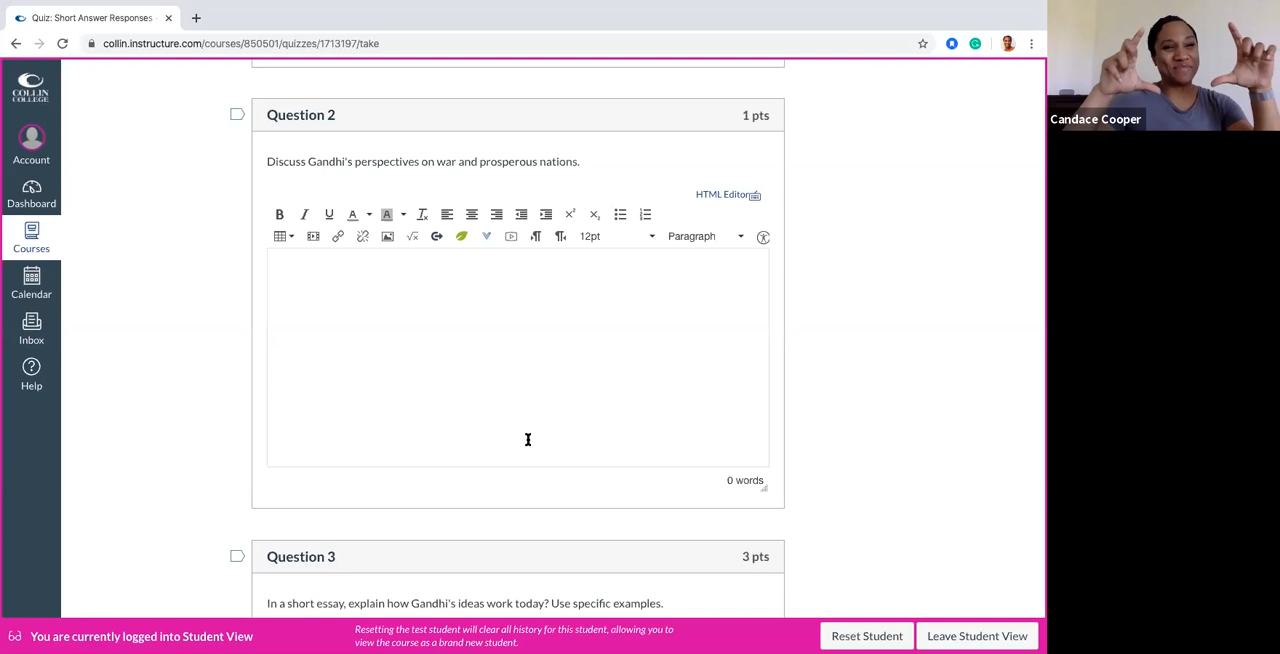 Quiz: Short Answer Responses
collin.instructure.com/courses/850501/quizzes/1713197/take
Candace Cooper
COLLIN
COLLEGE
Account
Dashboard
Courses
Calendar
Inbox
Help
Question 2
1 pts
Discuss Gandhi's perspectives on war and prosperous nations.
HTML Editor
12pt
Paragraph
0 words
Question 3
3 pts
In a short essay, explain how Gandhi's ideas work today? Use specific examples.
You are currently logged into Student View
Resetting the test student will clear all history for this student, allowing you to
view the course as a brand new student.
Reset Student
Leave Student View